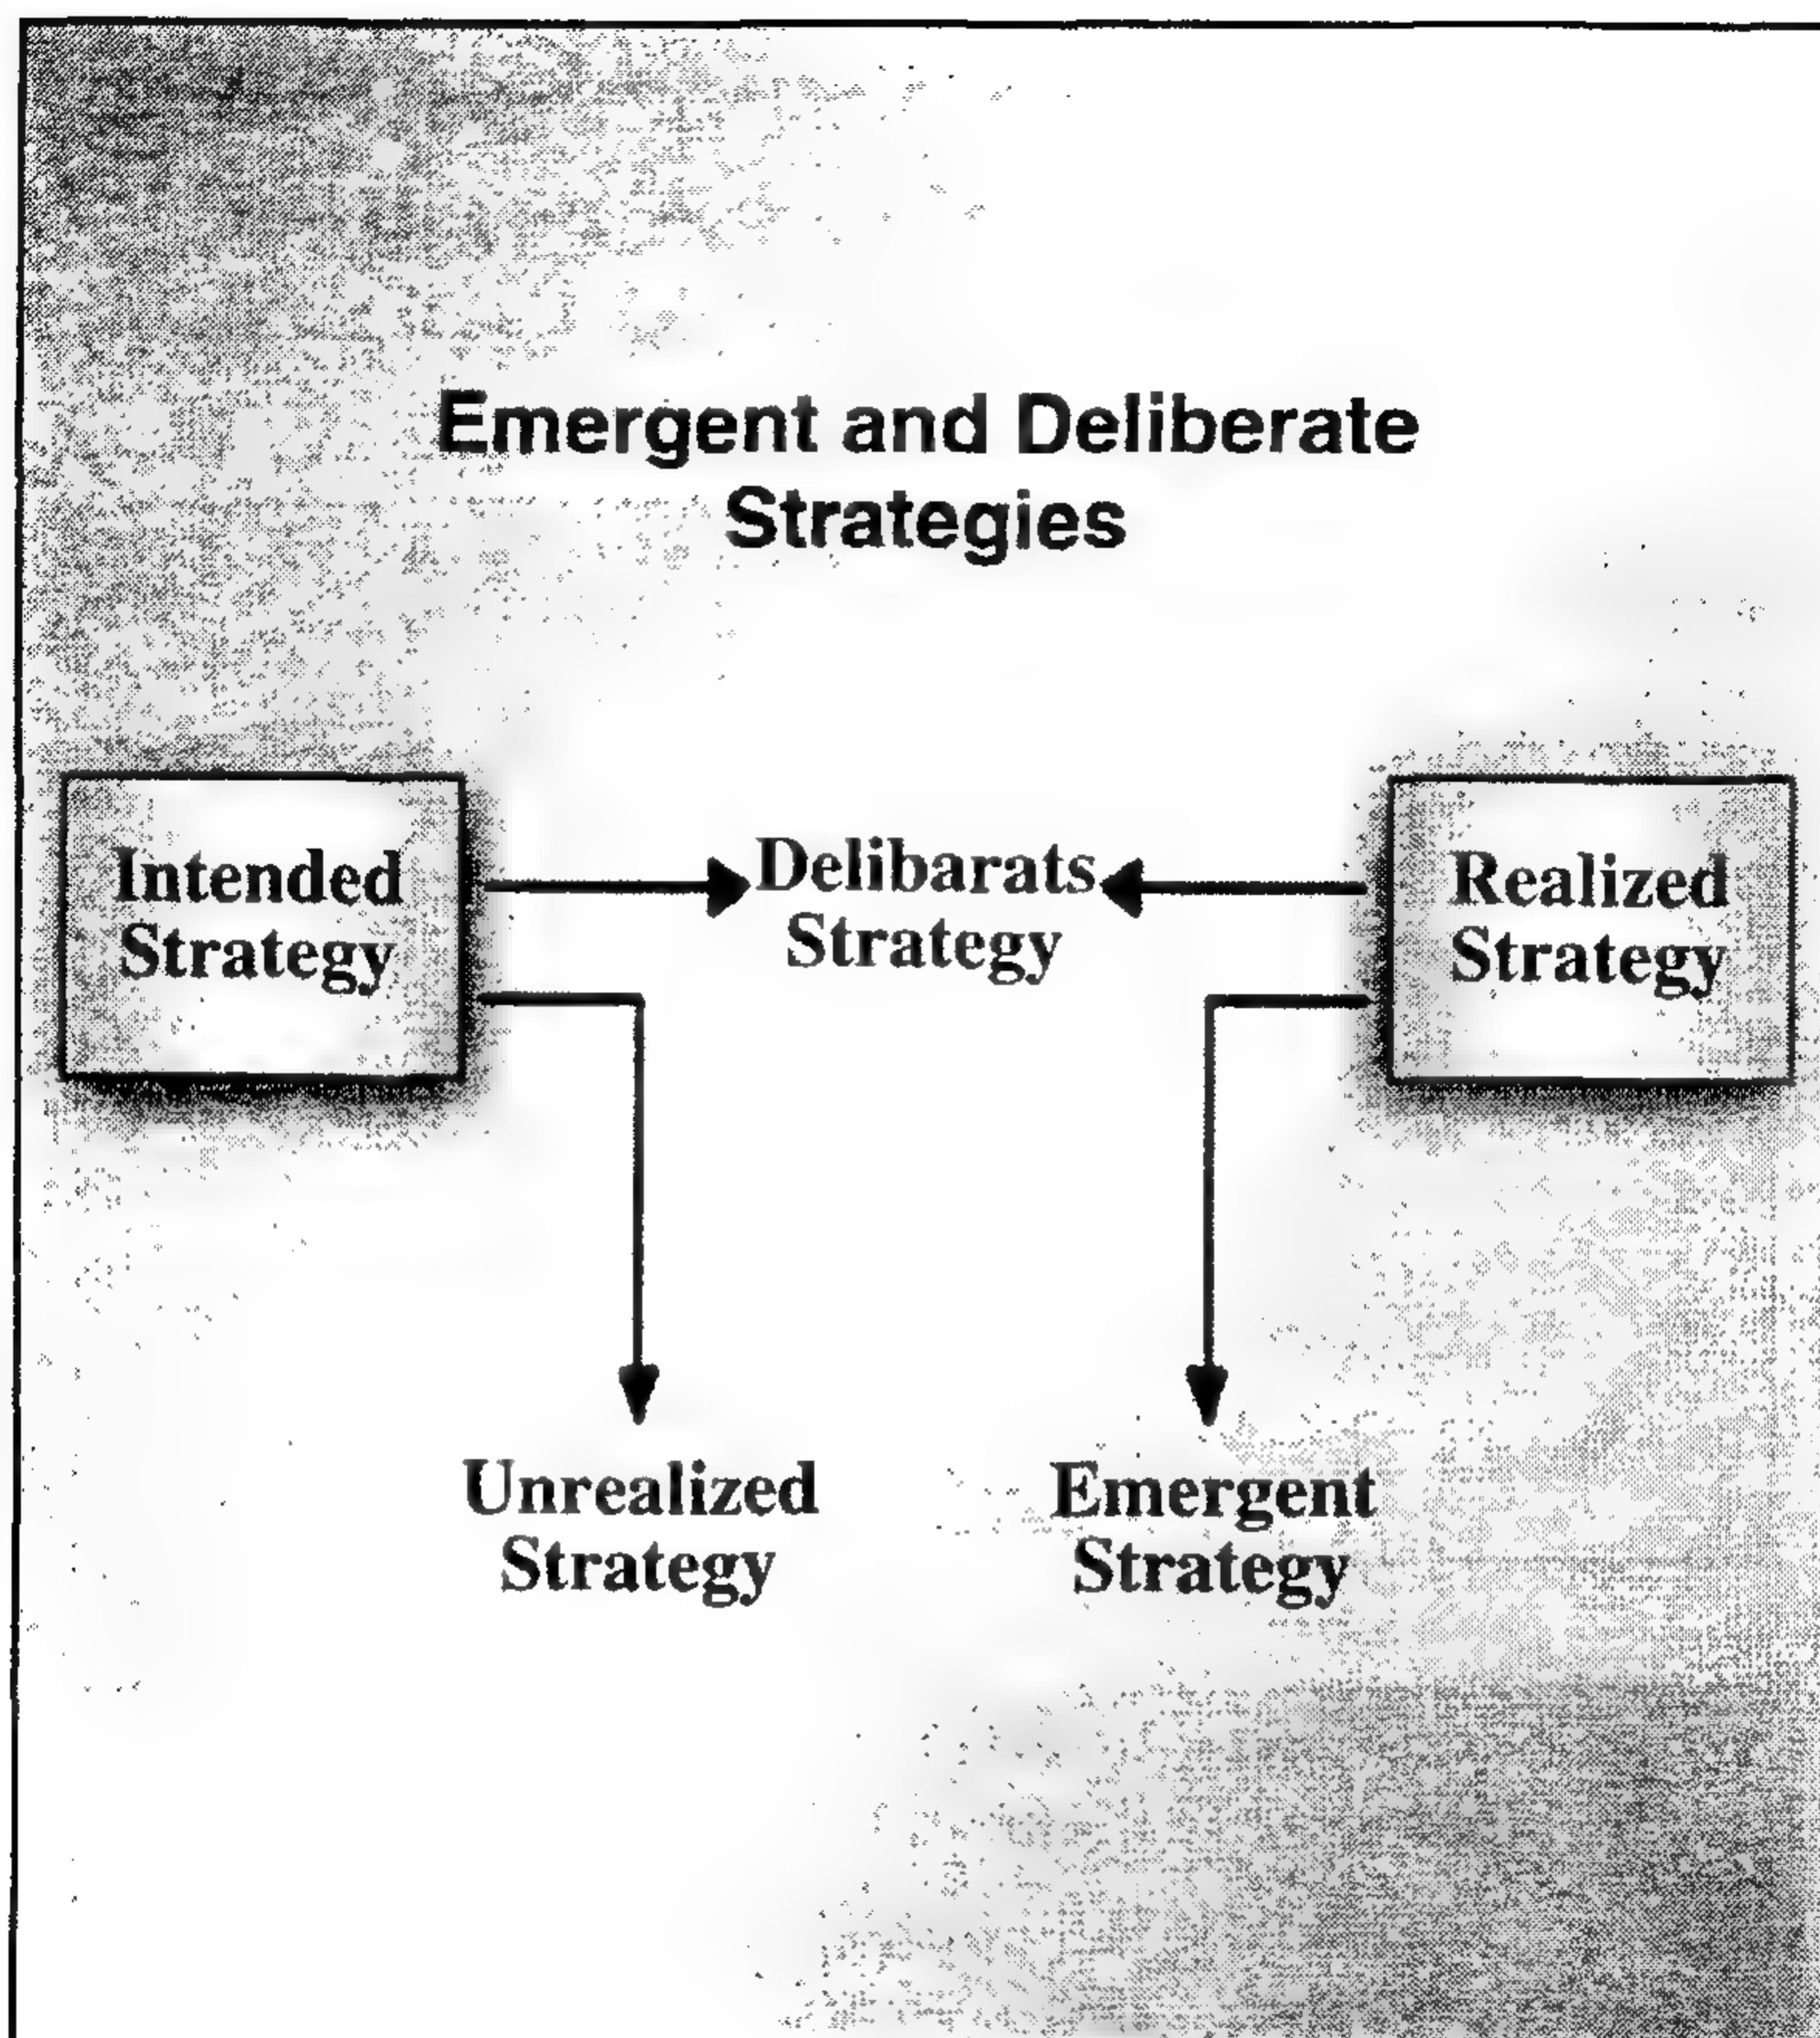 Emergent and Deliberate
Strategies
Intended
Strategy
Delibarats
Strategy
Realized
Strategy
Unrealized
Strategy
Emergent
Strategy